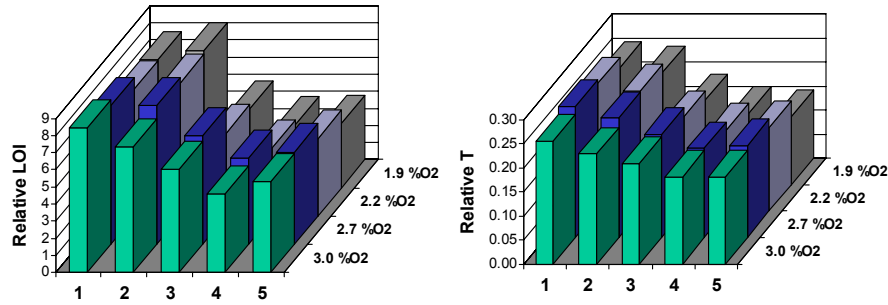 Relative LOI
9
8
7
6
5
4
3
2
1
0
1 2 3 4 5
3.0 %O2
2.7 %O2
2.2 %O2
1.9 %O2
Relative T
0.30
0.25
0.20
0.15
0.10
0.05
0.00
1 2 3 4 5
3.0 %O2
2.7 %O2
2.2 %O2
1.9 %O2